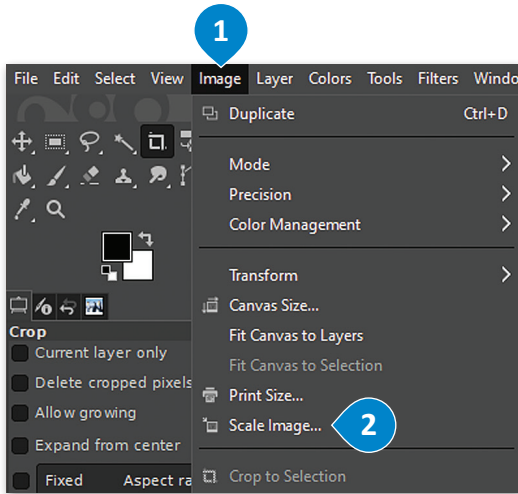 1
File Edit Select View Image Layer Colors Tools Filters Windo
Duplicate Ctrl+D
Mode
Precision
Color Management
Transform
Canvas Size...
Fit Canvas to Layers
Fit Canvas to Selection
Print Size...
Scale Image... 2
Crop to Selection
Crop
Current layer only
Delete cropped pixels
Allow growing
Expand from center
Fixed Aspect ra